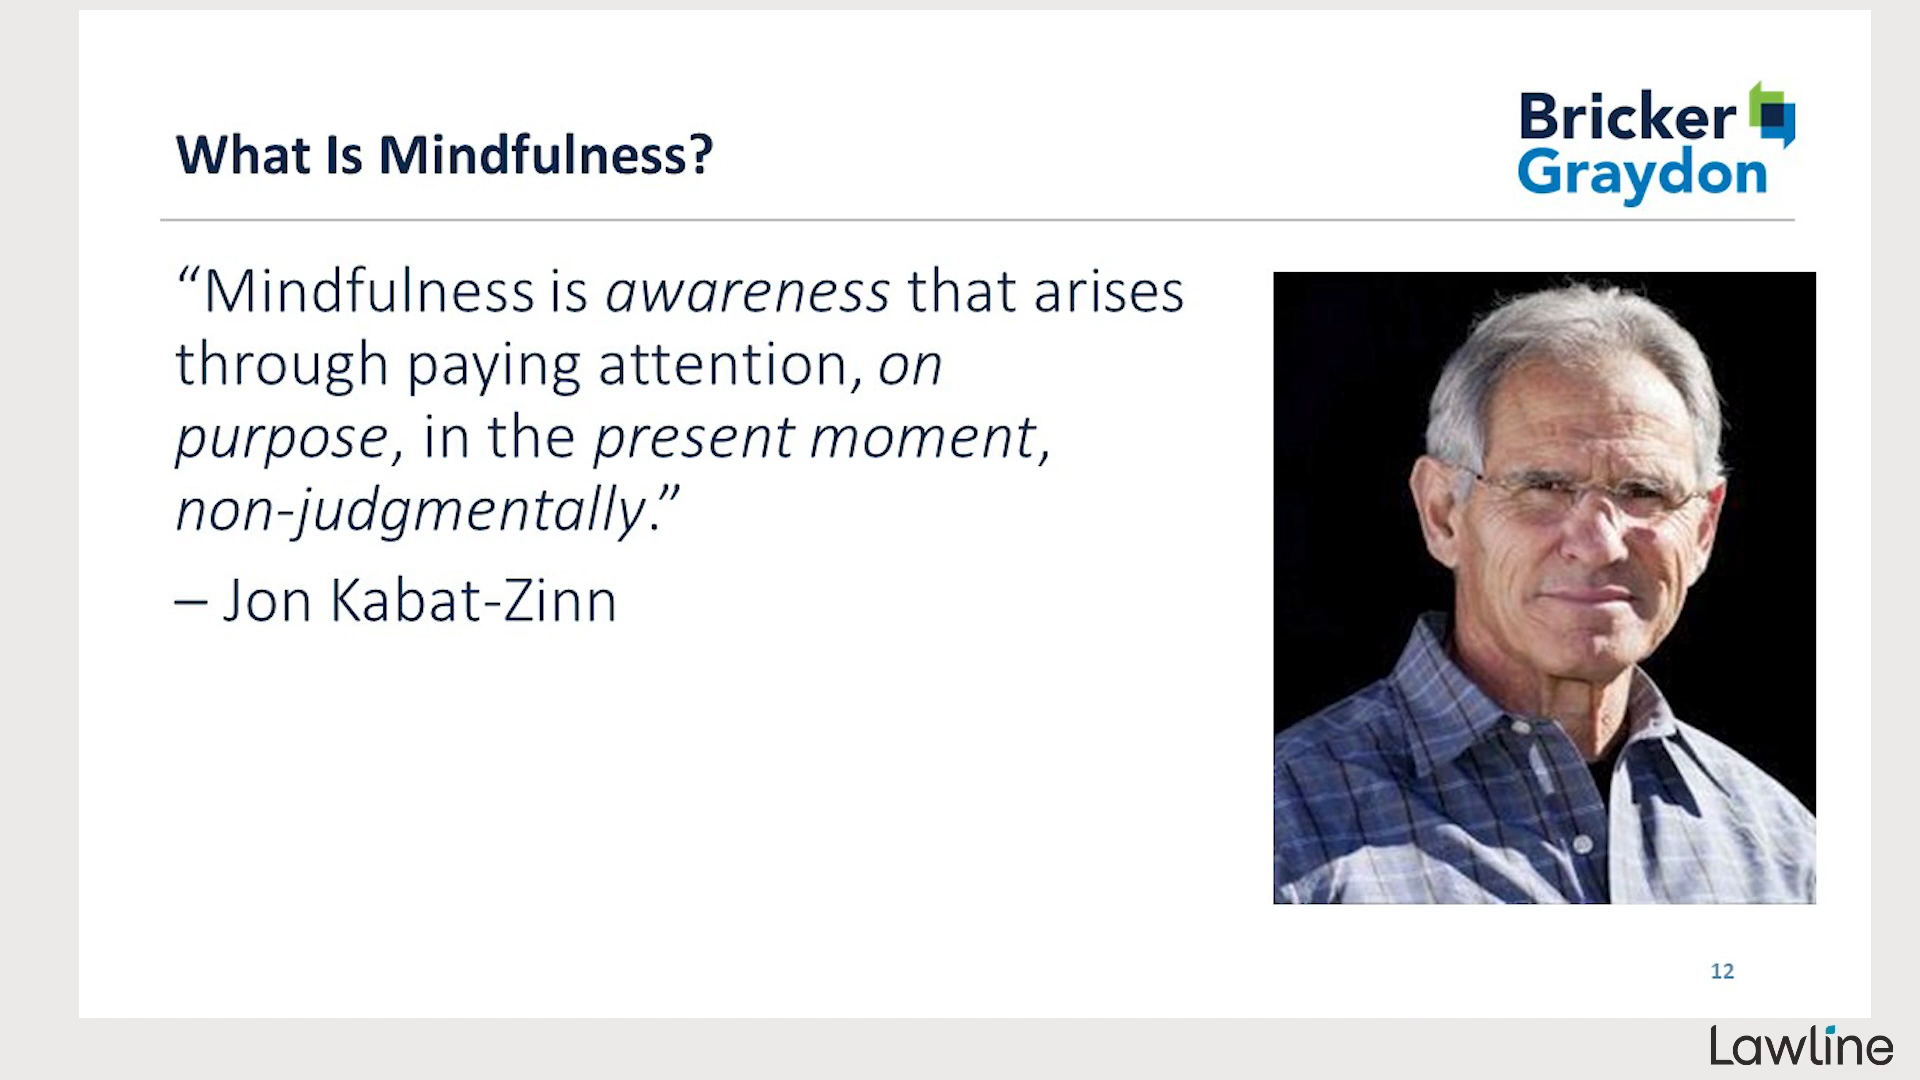 What Is Mindfulness?
Bricker
Graydon
“Mindfulness is awareness that arises
through paying attention, on
purpose, in the present moment,
non-judgmentally.”
– Jon Kabat-Zinn
12
Lawline